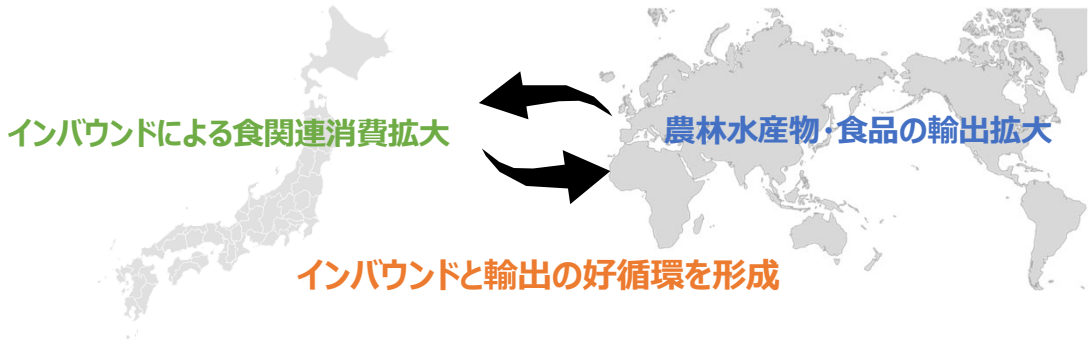 インバウンドによる食関連消費拡大
農林水産物・食品の輸出拡大
インバウンドと輸出の好循環を形成